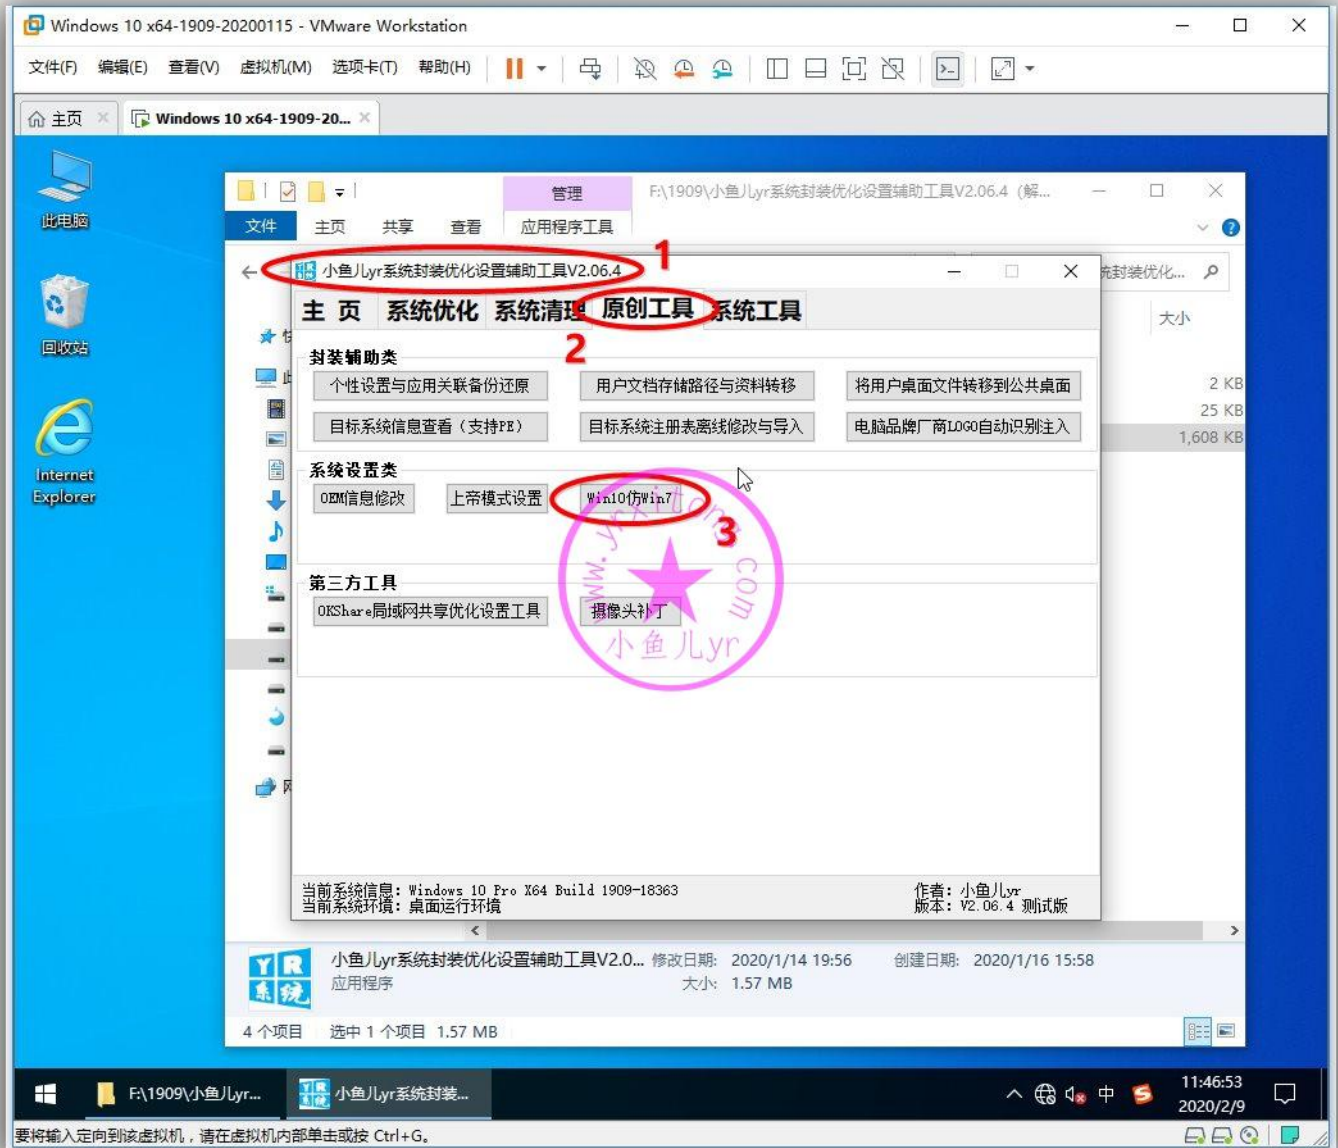 Windows 10 x64-1909-20200115 - VMware Workstation
文件(F) 编辑(E) 查看(V) 虚拟机(M) 选项卡(T) 帮助(H)
主页 Windows 10 x64-1909-20...
此电脑
回收站
Internet
Explorer
管理 F:\1909\小鱼儿yr系统封装优化设置辅助工具V2.06.4（解...
文件 主页 共享 查看 应用程序工具
小鱼儿yr系统封装优化设置辅助工具V2.06.4 1
统封装优化...
主 页 系统优化 系统清理 原创工具 系统工具
大小
2
封装辅助类
个性设置与应用关联备份还原 用户文档存储路径与资料转移 将用户桌面文件转移到公共桌面
2 KB
目标系统信息查看（支持PE） 目标系统注册表离线修改与导入 电脑品牌厂商LOGO自动识别注入
25 KB
1,608 KB
系统设置类
OEM信息修改 上帝模式设置 Win10仿Win7
3
第三方工具
OKShare局域网共享优化设置工具 摄像头补丁
www.yrxitong.com
小鱼儿yr
当前系统信息：Windows 10 Pro X64 Build 1909-18363
当前系统环境：桌面运行环境
作者：小鱼儿yr
版本：V2.06.4 测试版
YR
系统
小鱼儿yr系统封装优化设置辅助工具V2.0... 修改日期: 2020/1/14 19:56 创建日期: 2020/1/16 15:58
应用程序 大小: 1.57 MB
4 个项目 选中 1 个项目 1.57 MB
F:\1909\小鱼儿yr... 小鱼儿yr系统封装...
中
11:46:53
2020/2/9
要将输入定向到该虚拟机，请在虚拟机内部单击或按 Ctrl+G。